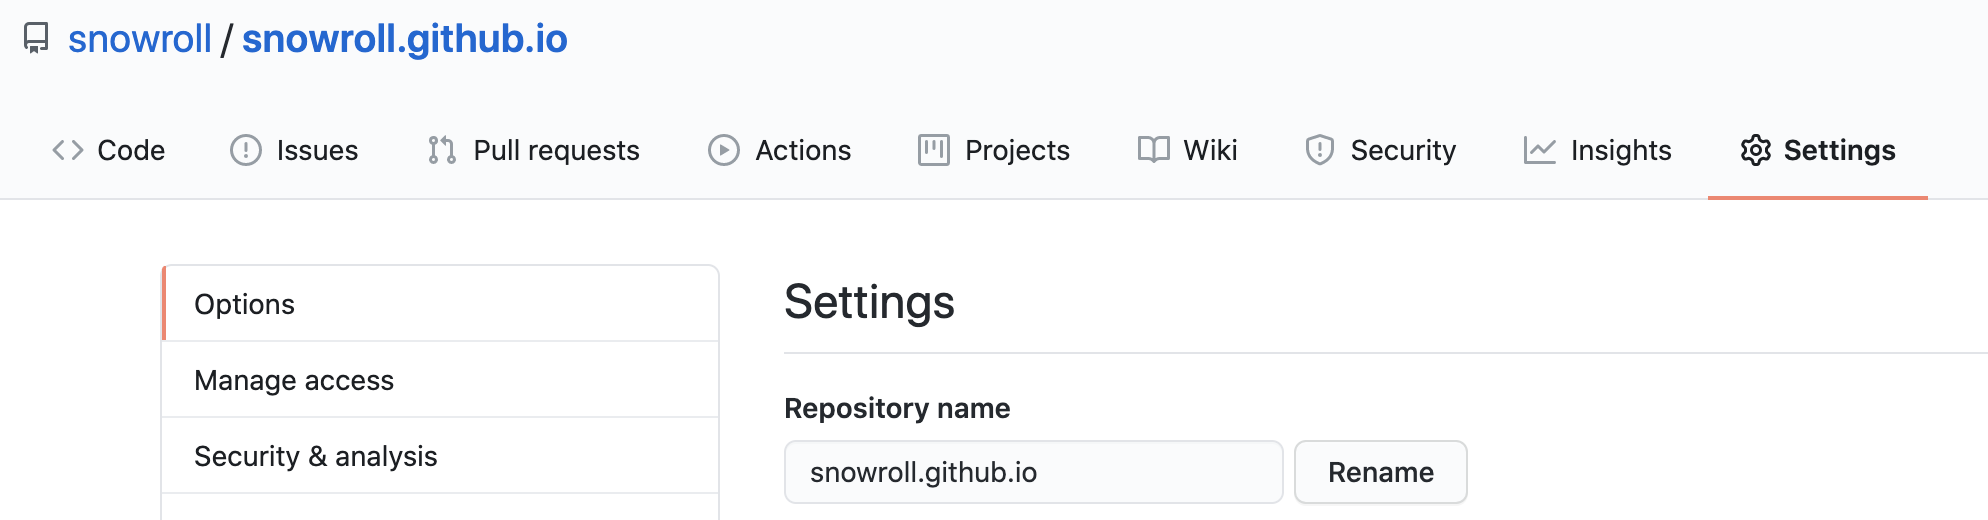 snowroll / snowroll.github.io
Code Issues Pull requests Actions Projects Wiki Security Insights Settings
Options
Manage access
Security & analysis
Settings
Repository name
snowroll.github.io Rename